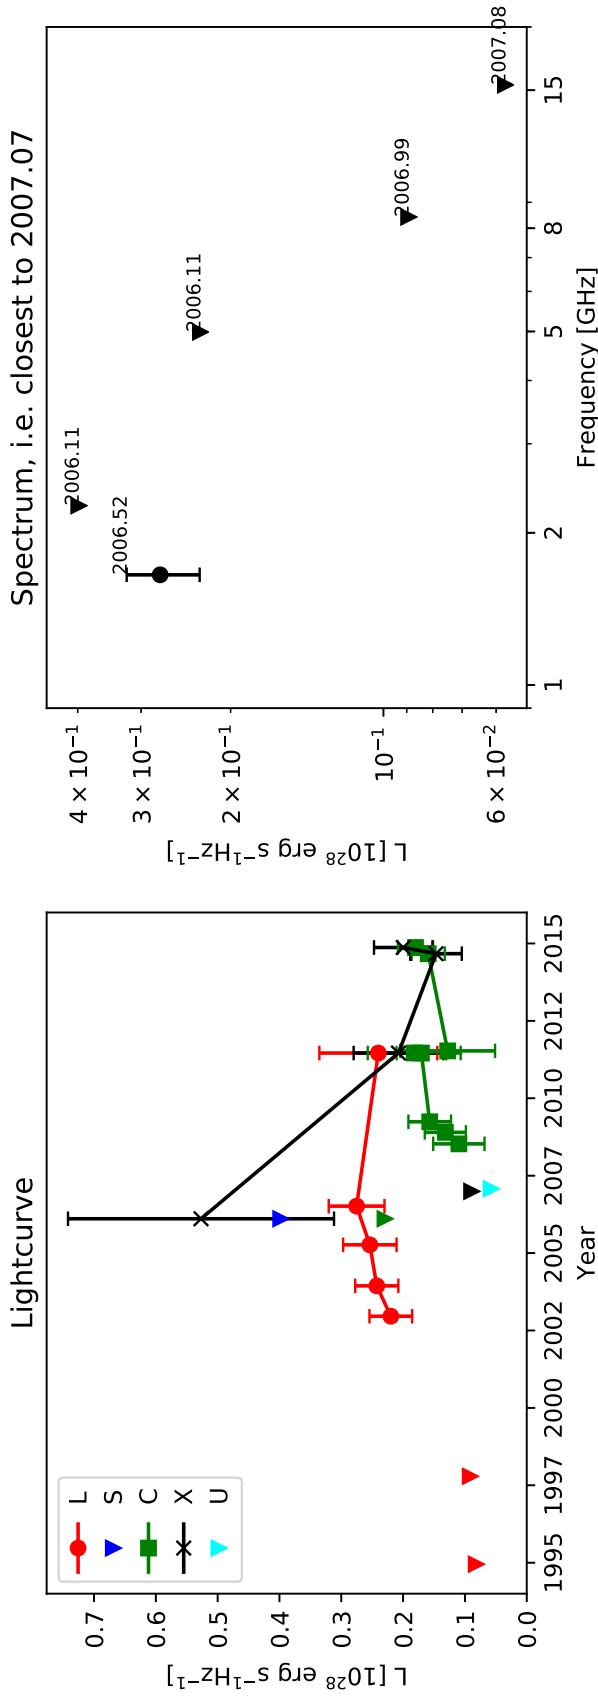 Lightcurve
L [10²⁸ erg s⁻¹Hz⁻¹]
0.7
0.6
0.5
0.4
0.3
0.2
0.1
0.0
L
S
C
X
U
1995
1997
2000
2002
2005
2007
2010
2012
2015
Year
Spectrum, i.e. closest to 2007.07
L [10²⁸ erg s⁻¹Hz⁻¹]
4 × 10⁻¹
3 × 10⁻¹
2 × 10⁻¹
10⁻¹
6 × 10⁻²
2006.52
2006.11
2006.11
2006.99
2007.08
1
2
5
8
15
Frequency [GHz]